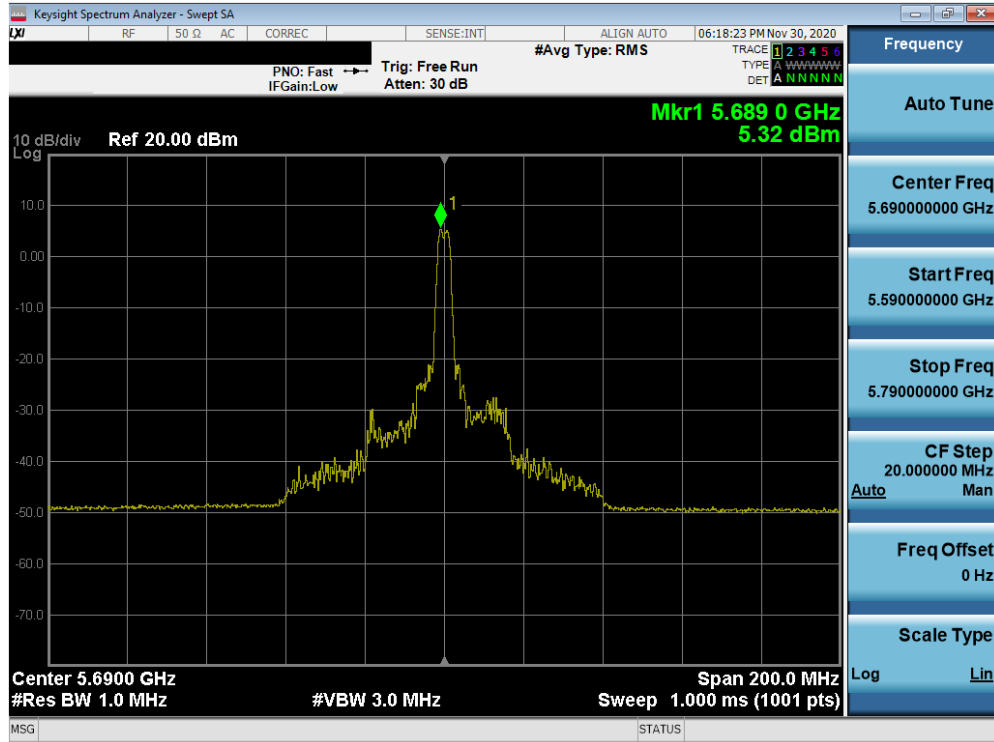 Keysight Spectrum Analyzer - Swept SA
LXI RF 50 Ω AC CORREC SENSE:INT ALIGN AUTO 06:18:23 PM Nov 30, 2020
#Avg Type: RMS TRACE 1 2 3 4 5 6
PNO: Fast Trig: Free Run TYPE A WWWWW
IFGain:Low Atten: 30 dB DET A N N N N N
Mkr1 5.689 0 GHz
5.32 dBm
10 dB/div Ref 20.00 dBm
Log
1
10.0
0.00
-10.0
-20.0
-30.0
-40.0
-50.0
-60.0
-70.0
Center 5.6900 GHz Span 200.0 MHz
#Res BW 1.0 MHz #VBW 3.0 MHz Sweep 1.000 ms (1001 pts)
MSG STATUS
Frequency
Auto Tune
Center Freq
5.690000000 GHz
Start Freq
5.590000000 GHz
Stop Freq
5.790000000 GHz
CF Step
20.000000 MHz
Auto Man
Freq Offset
0 Hz
Scale Type
Log Lin